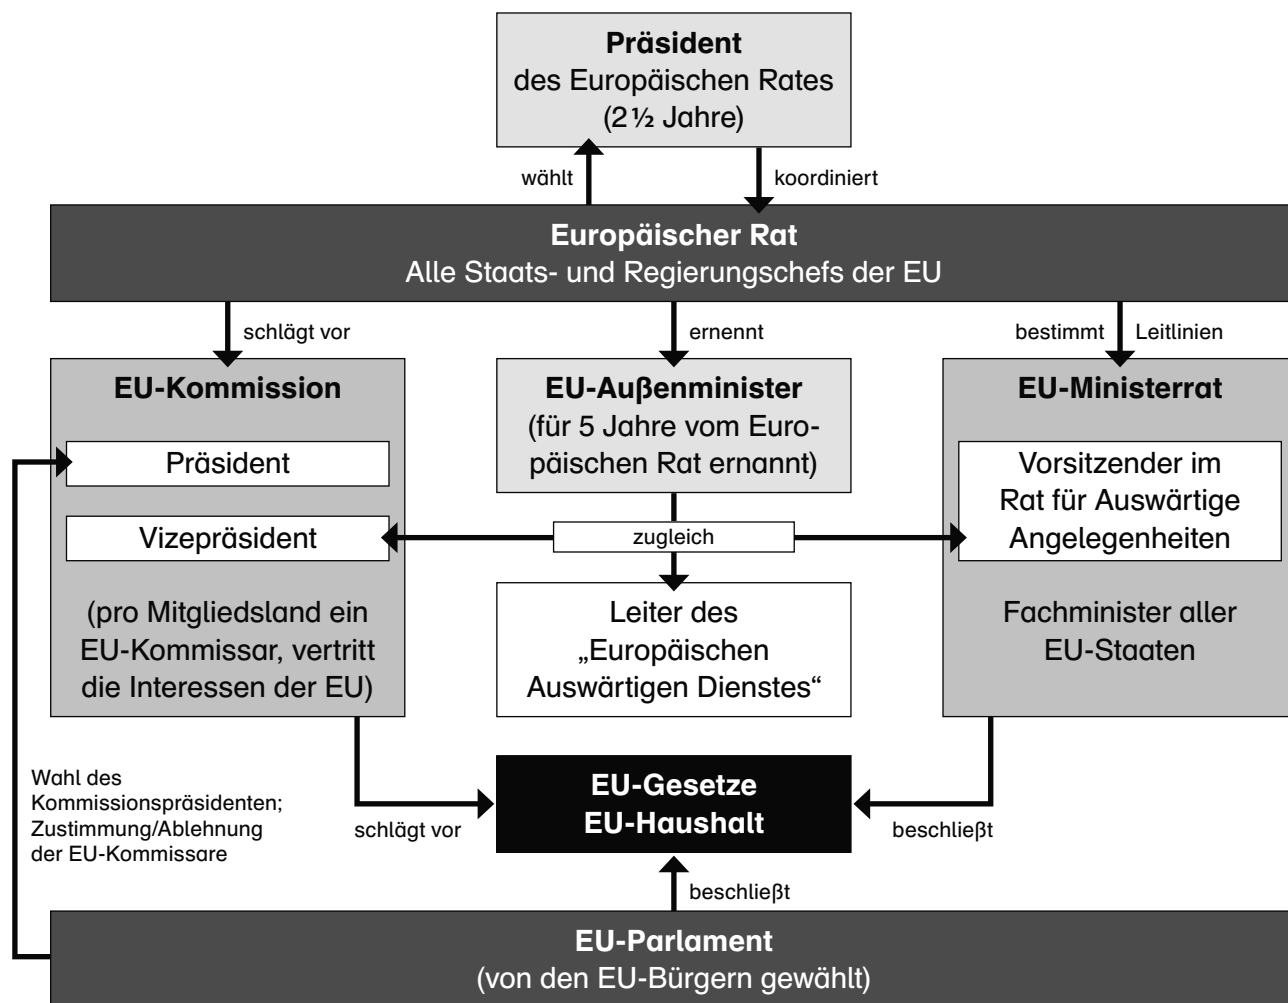 Präsident
des Europäischen Rates
(2 ½ Jahre)
wählt
koordiniert
Europäischer Rat
Alle Staats- und Regierungschefs der EU
schlägt vor
ernennt
bestimmt Leitlinien
EU-Kommission
Präsident
Vizepräsident
(pro Mitgliedsland ein
EU-Kommissar, vertritt
die Interessen der EU)
EU-Außenminister
(für 5 Jahre vom Euro-
päischen Rat ernannt)
zugleich
Leiter des
„Europäischen
Auswärtigen Dienstes“
EU-Ministerrat
Vorsitzender im
Rat für Auswärtige
Angelegenheiten
Fachminister aller
EU-Staaten
Wahl des
Kommissionspräsidenten;
Zustimmung/Ablehnung
der EU-Kommissare
schlägt vor
EU-Gesetze
EU-Haushalt
beschließt
beschließt
EU-Parlament
(von den EU-Bürgern gewählt)